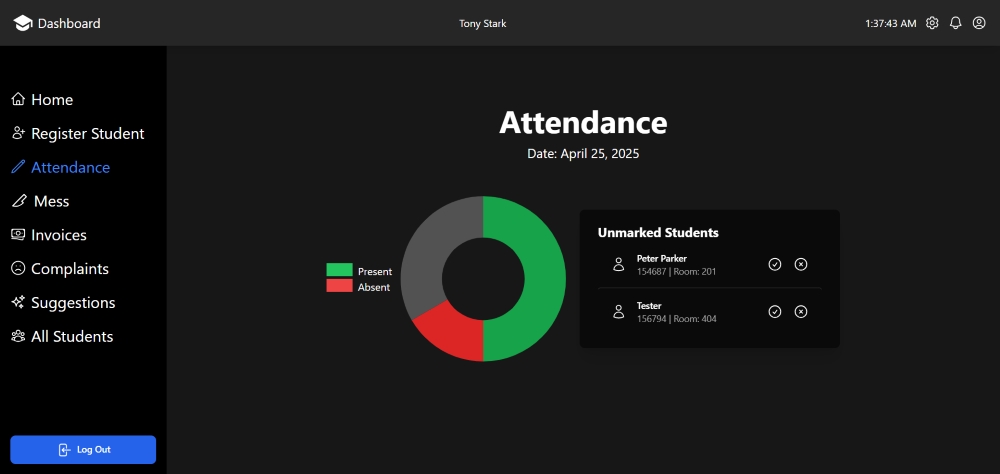 Dashboard
Tony Stark
1:37:43 AM
Home
Register Student
Attendance
Mess
Invoices
Complaints
Suggestions
All Students
Log Out
Attendance
Date: April 25, 2025
Present
Absent
Unmarked Students
Peter Parker
154687 | Room: 201
Tester
156794 | Room: 404